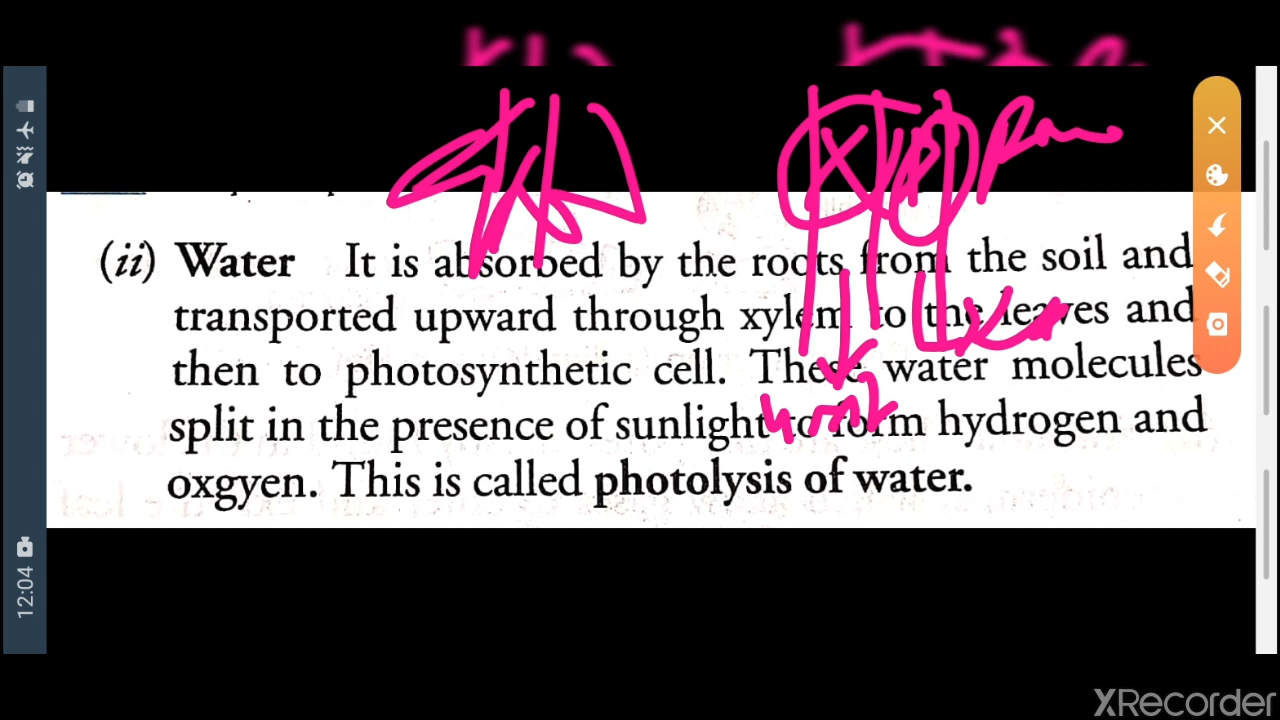 (ii) Water It is absorbed by the roots from the soil and
transported upward through xylem to the leaves and
then to photosynthetic cell. These water molecules
split in the presence of sunlight to form hydrogen and
oxgyen. This is called photolysis of water.
12:04
XRecorder